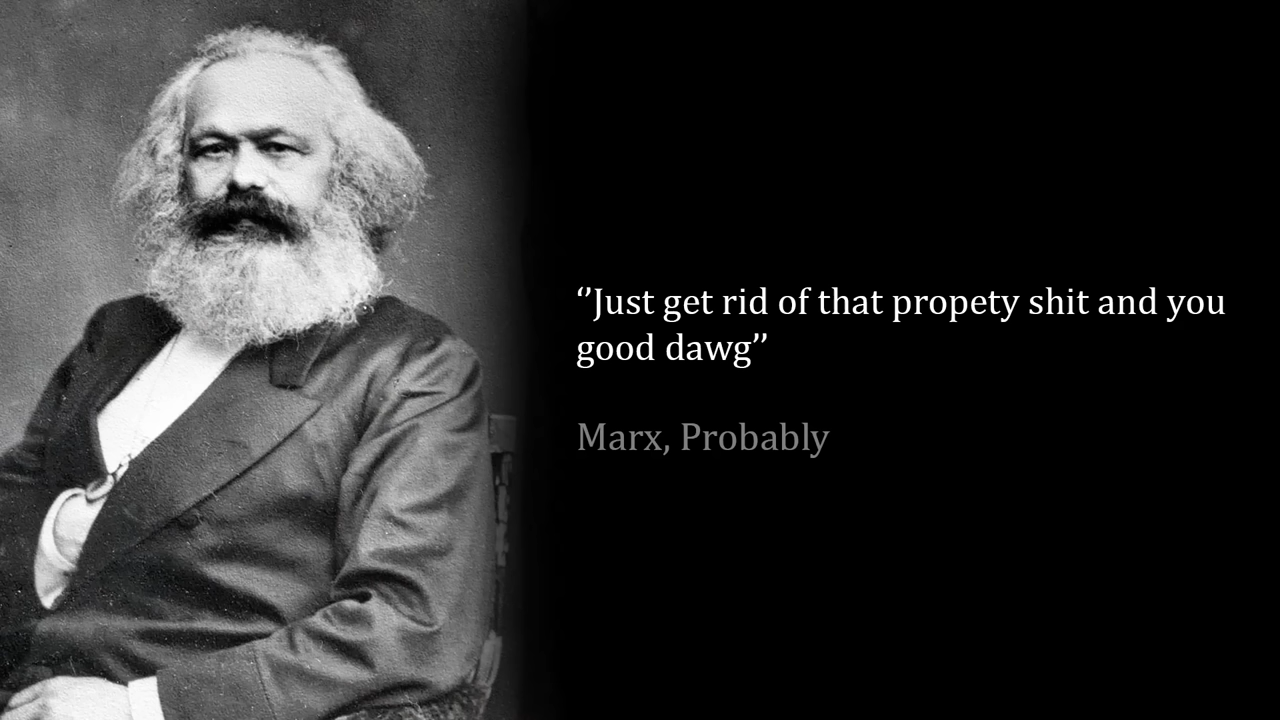 ‘’Just get rid of that propety shit and you
good dawg’’
Marx, Probably